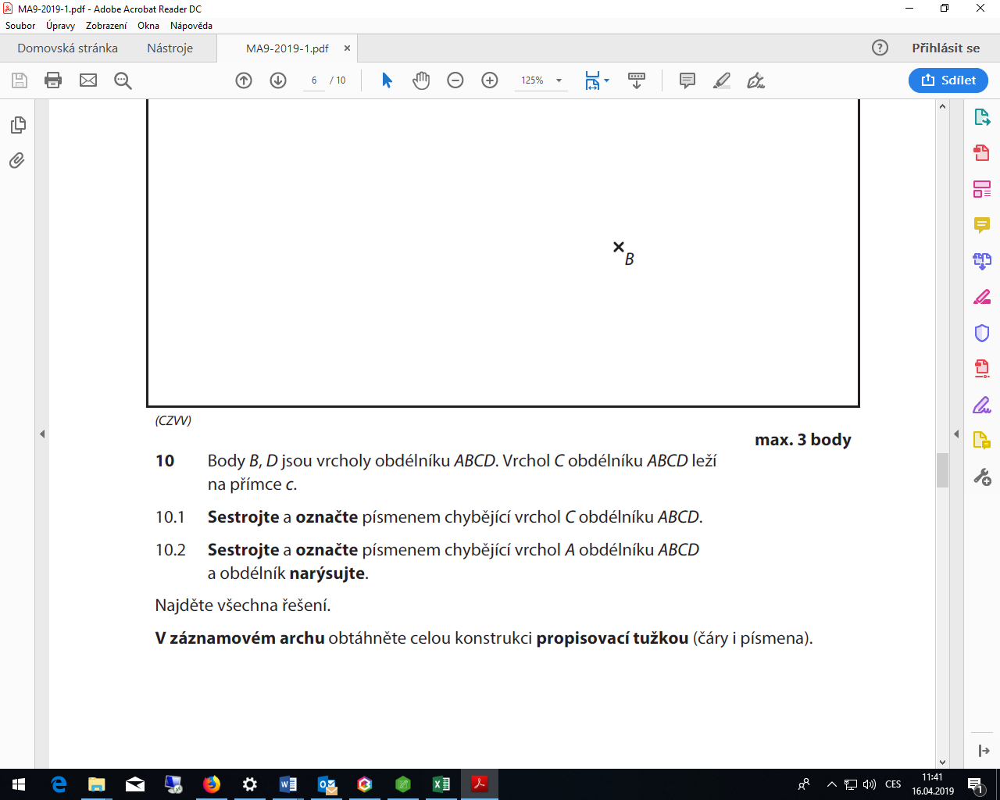 MA9-2019-1.pdf - Adobe Acrobat Reader DC
Soubor Úpravy Zobrazení Okna Nápověda
Domovská stránka Nástroje MA9-2019-1.pdf × Přihlásit se
6 / 10 125% Sdílet
B
(CZVV)
max. 3 body
10 Body B, D jsou vrcholy obdélníku ABCD. Vrchol C obdélníku ABCD leží
na přímce c.
10.1 Sestrojte a označte písmenem chybějící vrchol C obdélníku ABCD.
10.2 Sestrojte a označte písmenem chybějící vrchol A obdélníku ABCD
a obdélník narýsujte.
Najděte všechna řešení.
V záznamovém archu obtáhněte celou konstrukci propisovací tužkou (čáry i písmena).
CES 11:41
16.04.2019 1